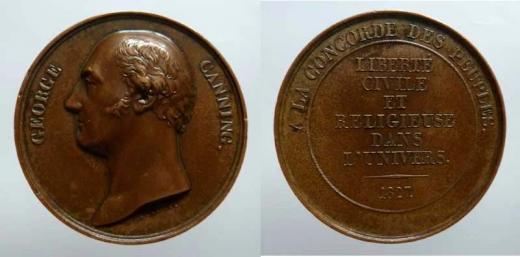 GEORGE CANNING.
A LA CONCORDE DES PEUPLES.
LIBERTÉ
CIVILE
ET
RELIGIEUSE
DANS
L'UNIVERS.
1827.